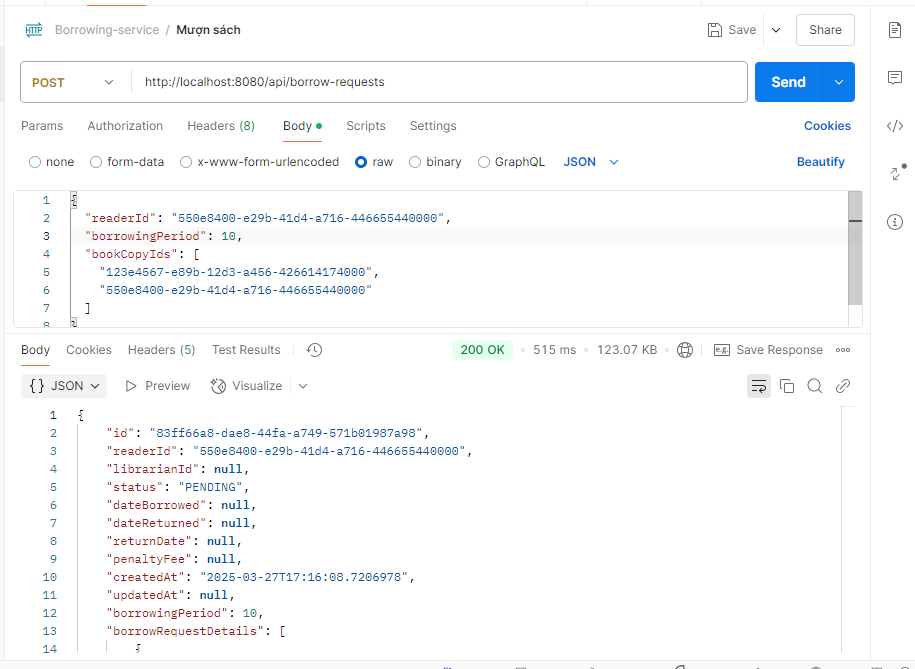 HTTP Borrowing-service / Mượn sách Save Share
POST http://localhost:8080/api/borrow-requests Send
Params Authorization Headers (8) Body Scripts Settings Cookies
none form-data x-www-form-urlencoded raw binary GraphQL JSON Beautify
1 {
2 "readerId": "550e8400-e29b-41d4-a716-446655440000",
3 "borrowingPeriod": 10,
4 "bookCopyIds": [
5 "123e4567-e89b-12d3-a456-426614174000",
6 "550e8400-e29b-41d4-a716-446655440000"
7 ]
8 }
Body Cookies Headers (5) Test Results 200 OK 515 ms 123.07 KB e.g. Save Response
{} JSON Preview Visualize
1 {
2 "id": "83ff66a8-dae8-44fa-a749-571b01987a98",
3 "readerId": "550e8400-e29b-41d4-a716-446655440000",
4 "librarianId": null,
5 "status": "PENDING",
6 "dateBorrowed": null,
7 "dateReturned": null,
8 "returnDate": null,
9 "penaltyFee": null,
10 "createdAt": "2025-03-27T17:16:08.7206978",
11 "updatedAt": null,
12 "borrowingPeriod": 10,
13 "borrowRequestDetails": [
14 {